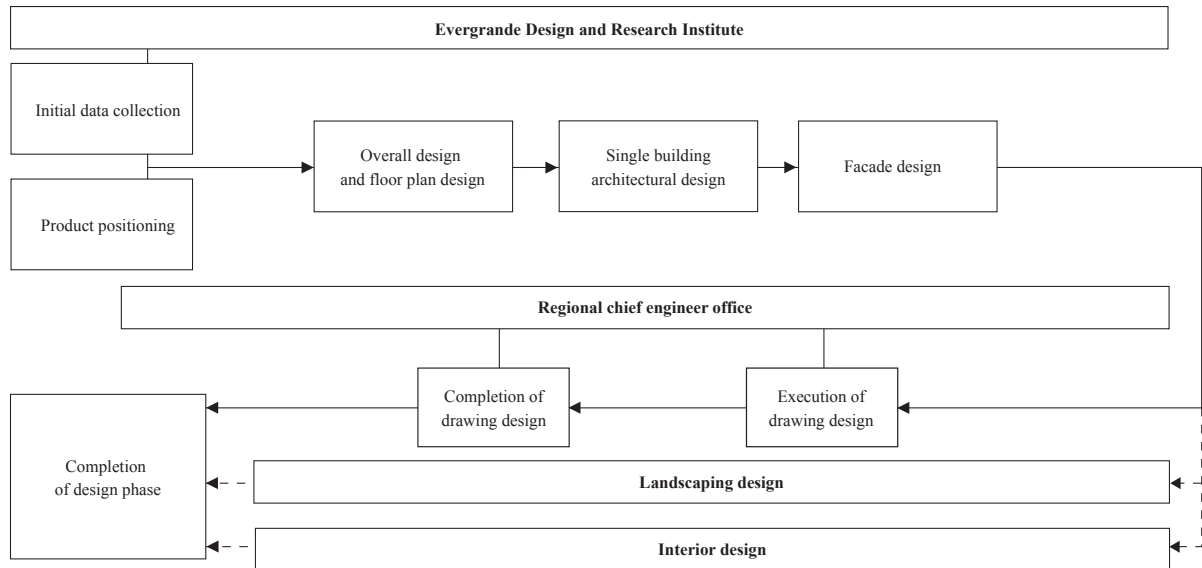 Evergrande Design and Research Institute
Initial data collection
Overall design
and floor plan design
Single building
architectural design
Facade design
Product positioning
Regional chief engineer office
Completion of
drawing design
Execution of
drawing design
Completion
of design phase
Landscaping design
Interior design